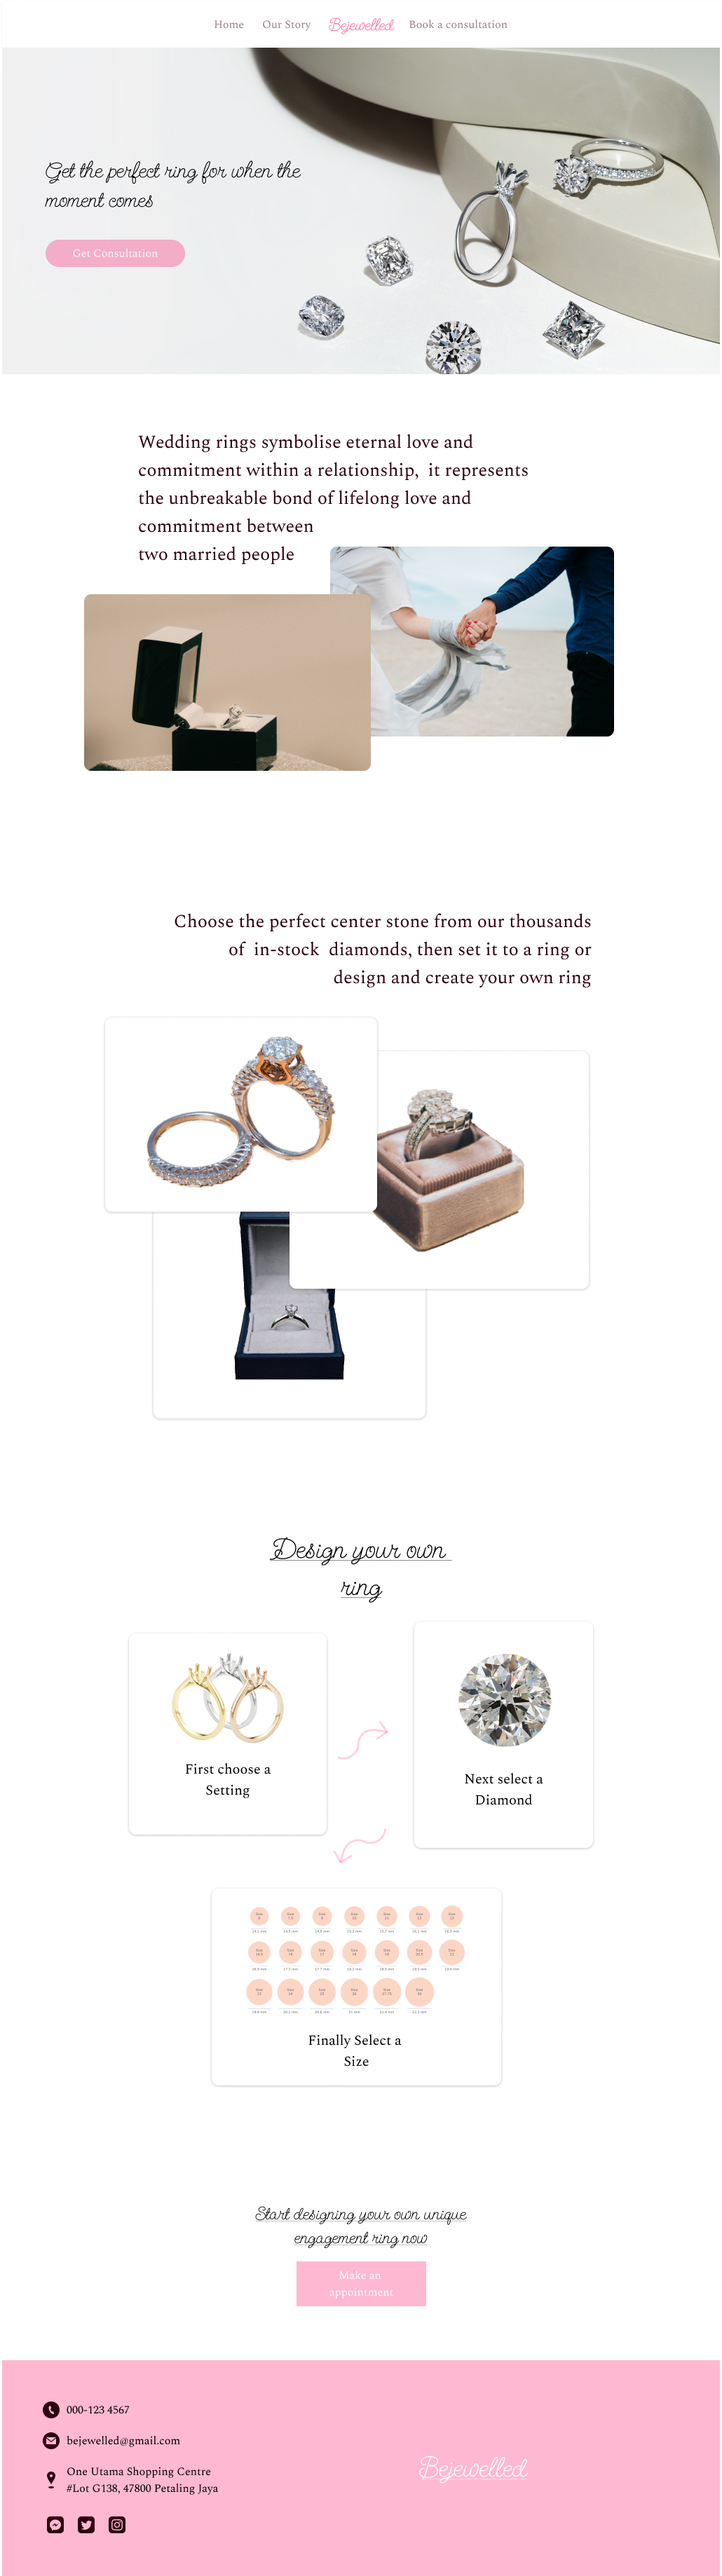 Home Our Story Bejewelled Book a consultation
Get the perfect ring for when the
moment comes
Get Consultation
Wedding rings symbolise eternal love and
commitment within a relationship, it represents
the unbreakable bond of lifelong love and
commitment between
two married people
Choose the perfect center stone from our thousands
of in-stock diamonds, then set it to a ring or
design and create your own ring
Design your own
ring
First choose a
Setting
Next select a
Diamond
Finally Select a
Size
Start designing your own unique
engagement ring now
Make an
appointment
000-123 4567
bejewelled@gmail.com
One Utama Shopping Centre
#Lot G138, 47800 Petaling Jaya
Bejewelled